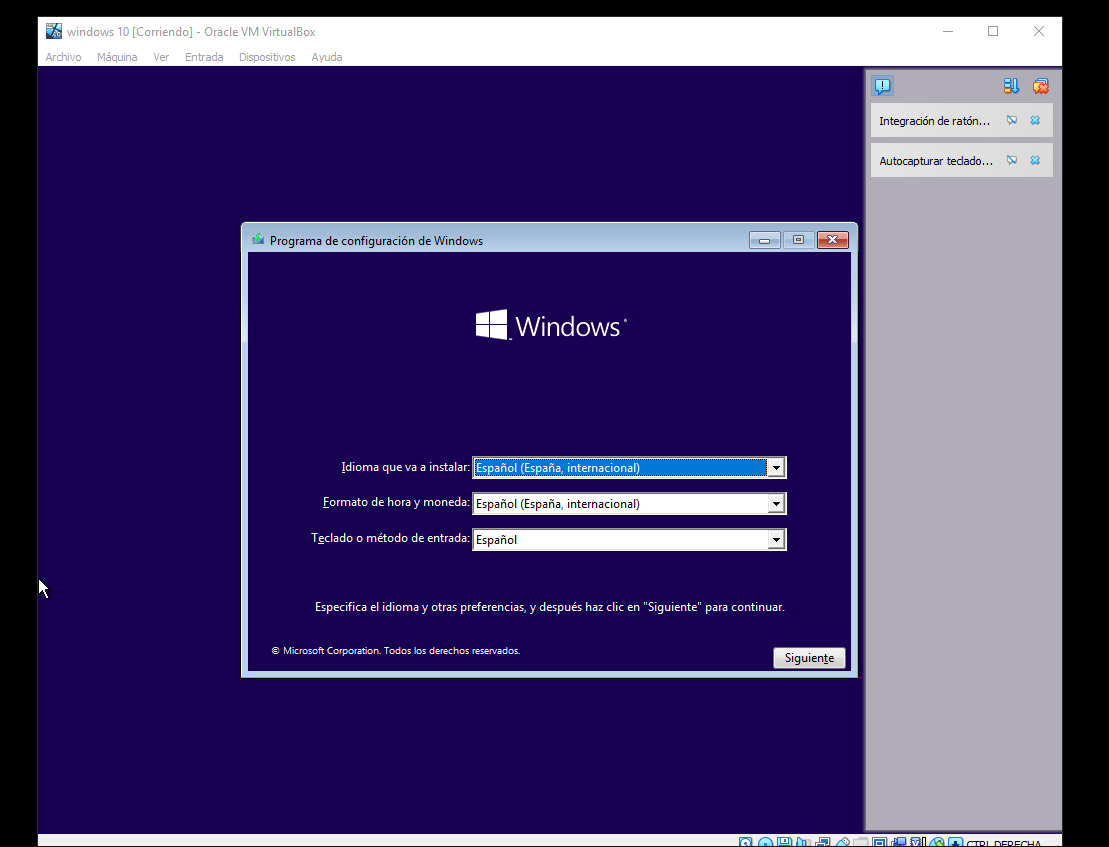 windows 10 [Corriendo] - Oracle VM VirtualBox
Archivo Máquina Ver Entrada Dispositivos Ayuda
Integración de ratón...
Autocapturar teclado...
Programa de configuración de Windows
Windows
Idioma que va a instalar: Español (España, internacional)
Formato de hora y moneda: Español (España, internacional)
Teclado o método de entrada: Español
Especifica el idioma y otras preferencias, y después haz clic en "Siguiente" para continuar.
© Microsoft Corporation. Todos los derechos reservados.
Siguiente
CTRL DERECHA